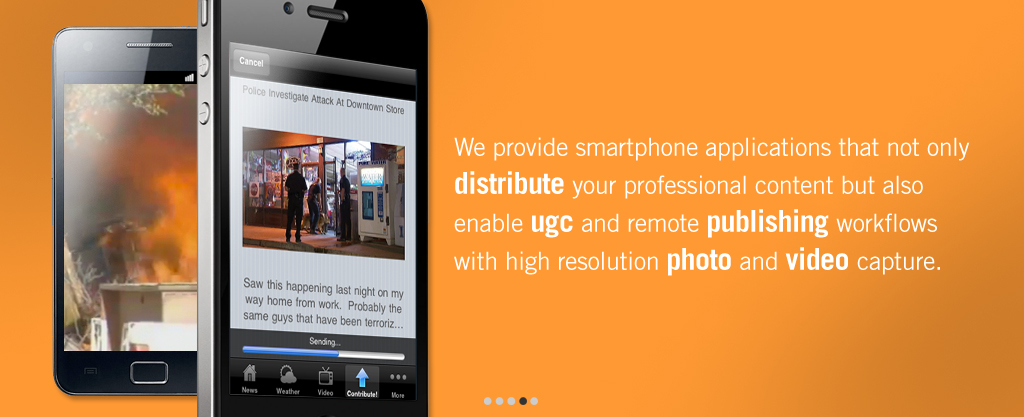 Cancel
Police Investigate Attack At Downtown Store
WATER
Saw this happening last night on my
way home from work. Probably the
same guys that have been terroriz...
Sending...
News
Weather
Video
Contribute!
More
We provide smartphone applications that not only
distribute your professional content but also
enable ugc and remote publishing workflows
with high resolution photo and video capture.